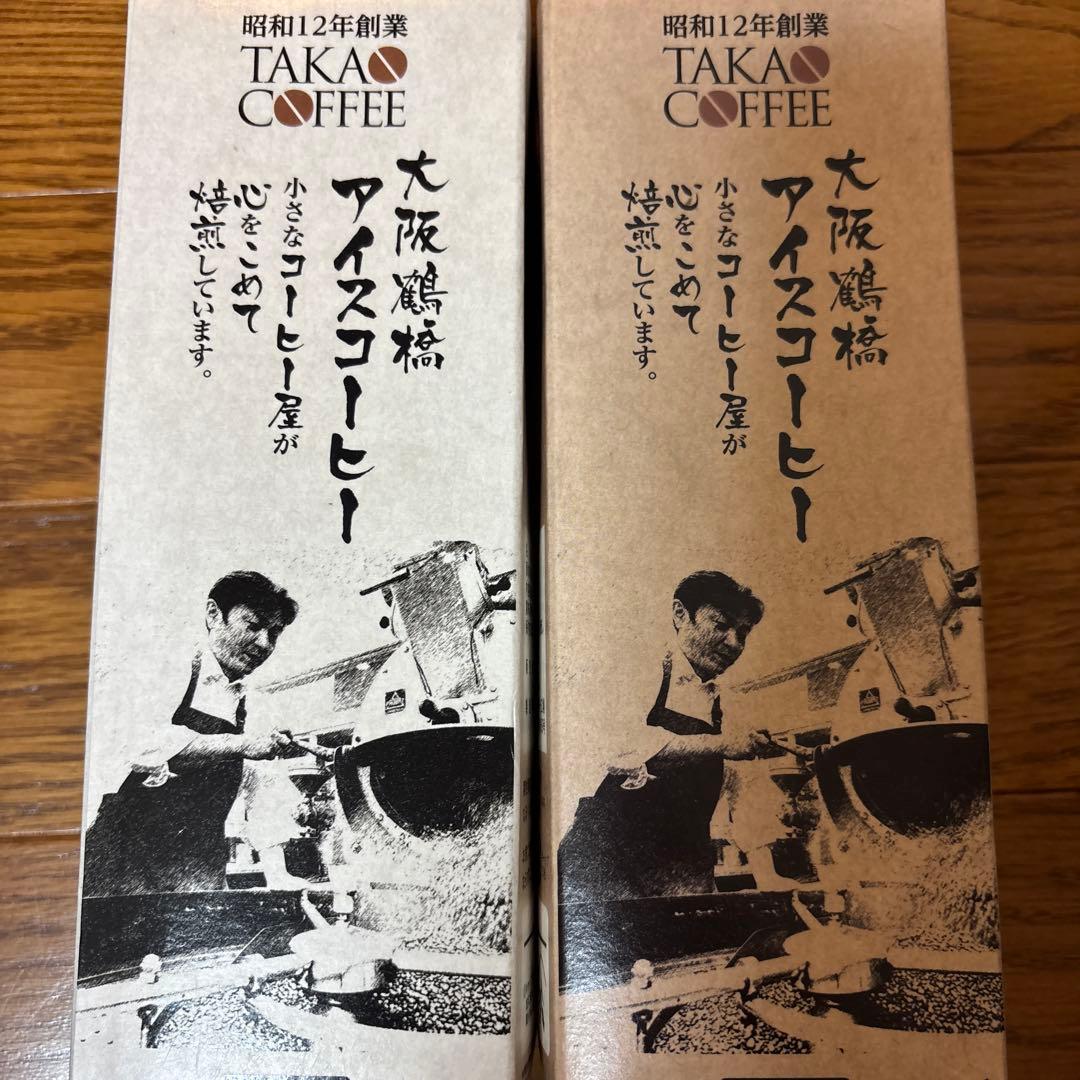 昭和12年創業
TAKAO
COFFEE
大阪鶴橋
アイスコーヒー
小さなコーヒー屋が
心をこめて
焙煎しています。
昭和12年創業
TAKAO
COFFEE
大阪鶴橋
アイスコーヒー
小さなコーヒー屋が
心をこめて
焙煎しています。